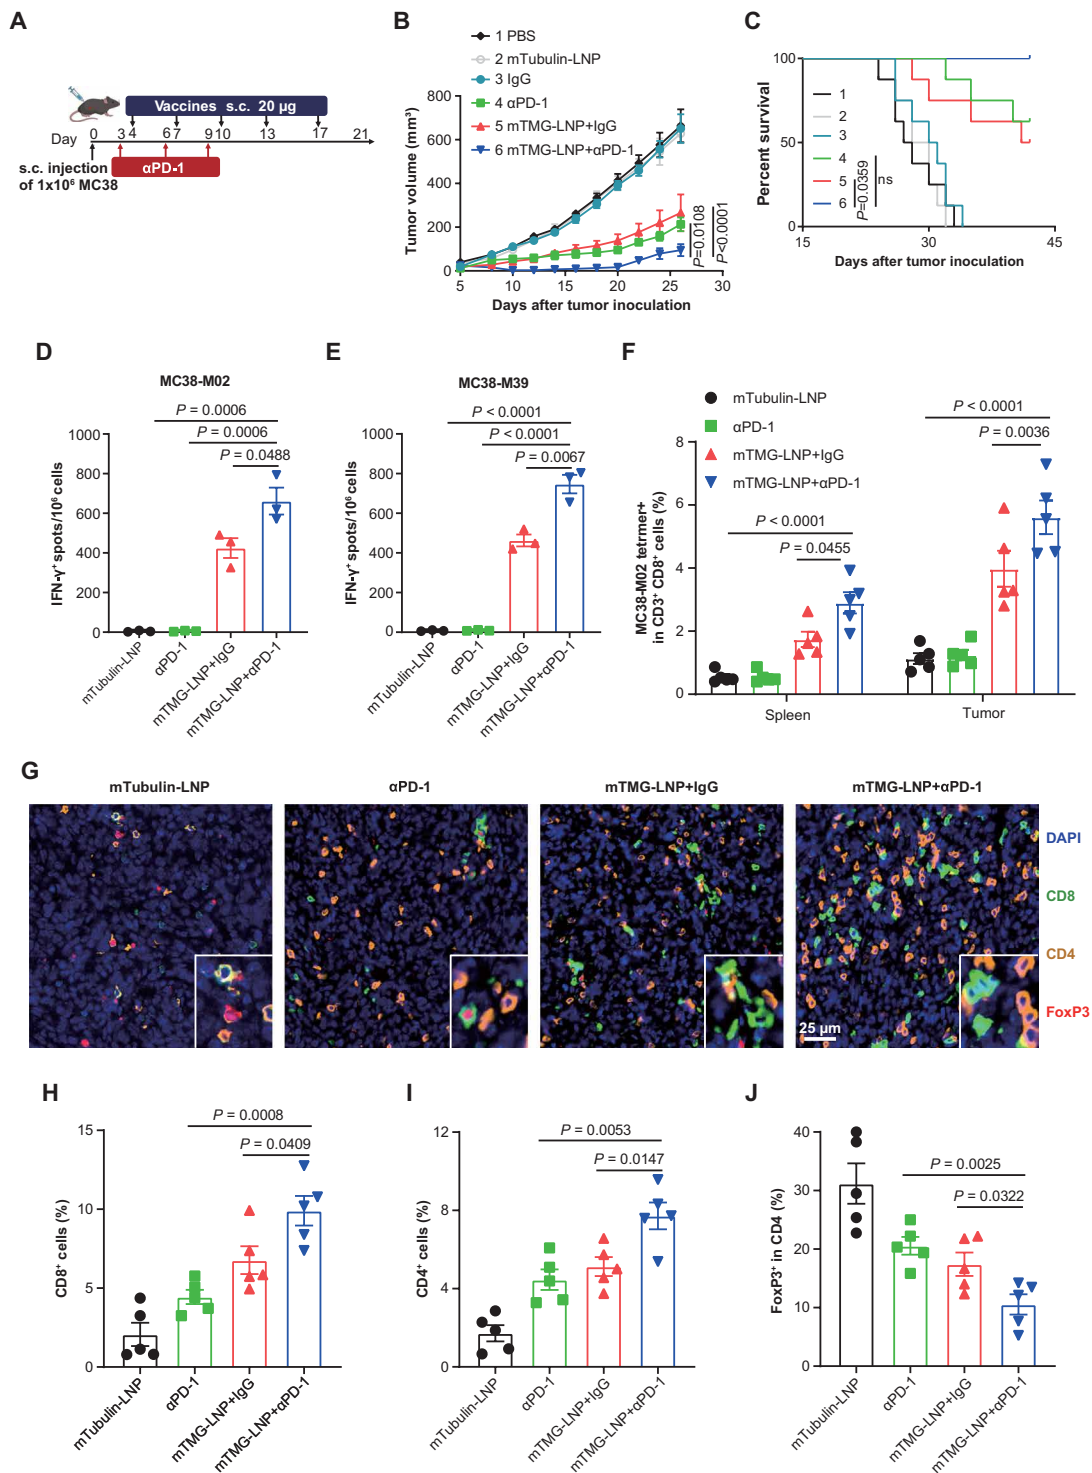 A
Vaccines s.c. 20 µg
Day 0 3 4 6 7 9 10 13 17 21
s.c. injection
of 1x10⁶ MC38
αPD-1
B
1 PBS
2 mTubulin-LNP
3 IgG
4 αPD-1
5 mTMG-LNP+IgG
6 mTMG-LNP+αPD-1
Tumor volume (mm³)
800
600
400
200
0
5 10 15 20 25 30
Days after tumor inoculation
P=0.0108
P<0.0001
C
Percent survival
100
50
0
1
2
3
4
5
6
P=0.0359
ns
15 30 45
Days after tumor inoculation
D
MC38-M02
P = 0.0006
P = 0.0006
P = 0.0488
IFN-γ⁺ spots/10⁶ cells
1000
800
600
400
200
0
mTubulin-LNP
αPD-1
mTMG-LNP+IgG
mTMG-LNP+αPD-1
E
MC38-M39
P < 0.0001
P < 0.0001
P = 0.0067
IFN-γ⁺ spots/10⁶ cells
1000
800
600
400
200
0
mTubulin-LNP
αPD-1
mTMG-LNP+IgG
mTMG-LNP+αPD-1
F
mTubulin-LNP
αPD-1
mTMG-LNP+IgG
mTMG-LNP+αPD-1
P < 0.0001
P = 0.0036
P < 0.0001
P = 0.0455
MC38-M02 tetrmer+
in CD3⁺ CD8⁺ cells (%)
8
6
4
2
0
Spleen Tumor
G
mTubulin-LNP αPD-1 mTMG-LNP+IgG mTMG-LNP+αPD-1
DAPI
CD8
CD4
FoxP3
25 µm
H
P = 0.0008
P = 0.0409
CD8⁺ cells (%)
15
10
5
0
mTubulin-LNP
αPD-1
mTMG-LNP+IgG
mTMG-LNP+αPD-1
I
P = 0.0053
P = 0.0147
CD4⁺ cells (%)
12
8
4
0
mTubulin-LNP
αPD-1
mTMG-LNP+IgG
mTMG-LNP+αPD-1
J
P = 0.0025
P = 0.0322
FoxP3⁺ in CD4 (%)
40
30
20
10
0
mTubulin-LNP
αPD-1
mTMG-LNP+IgG
mTMG-LNP+αPD-1